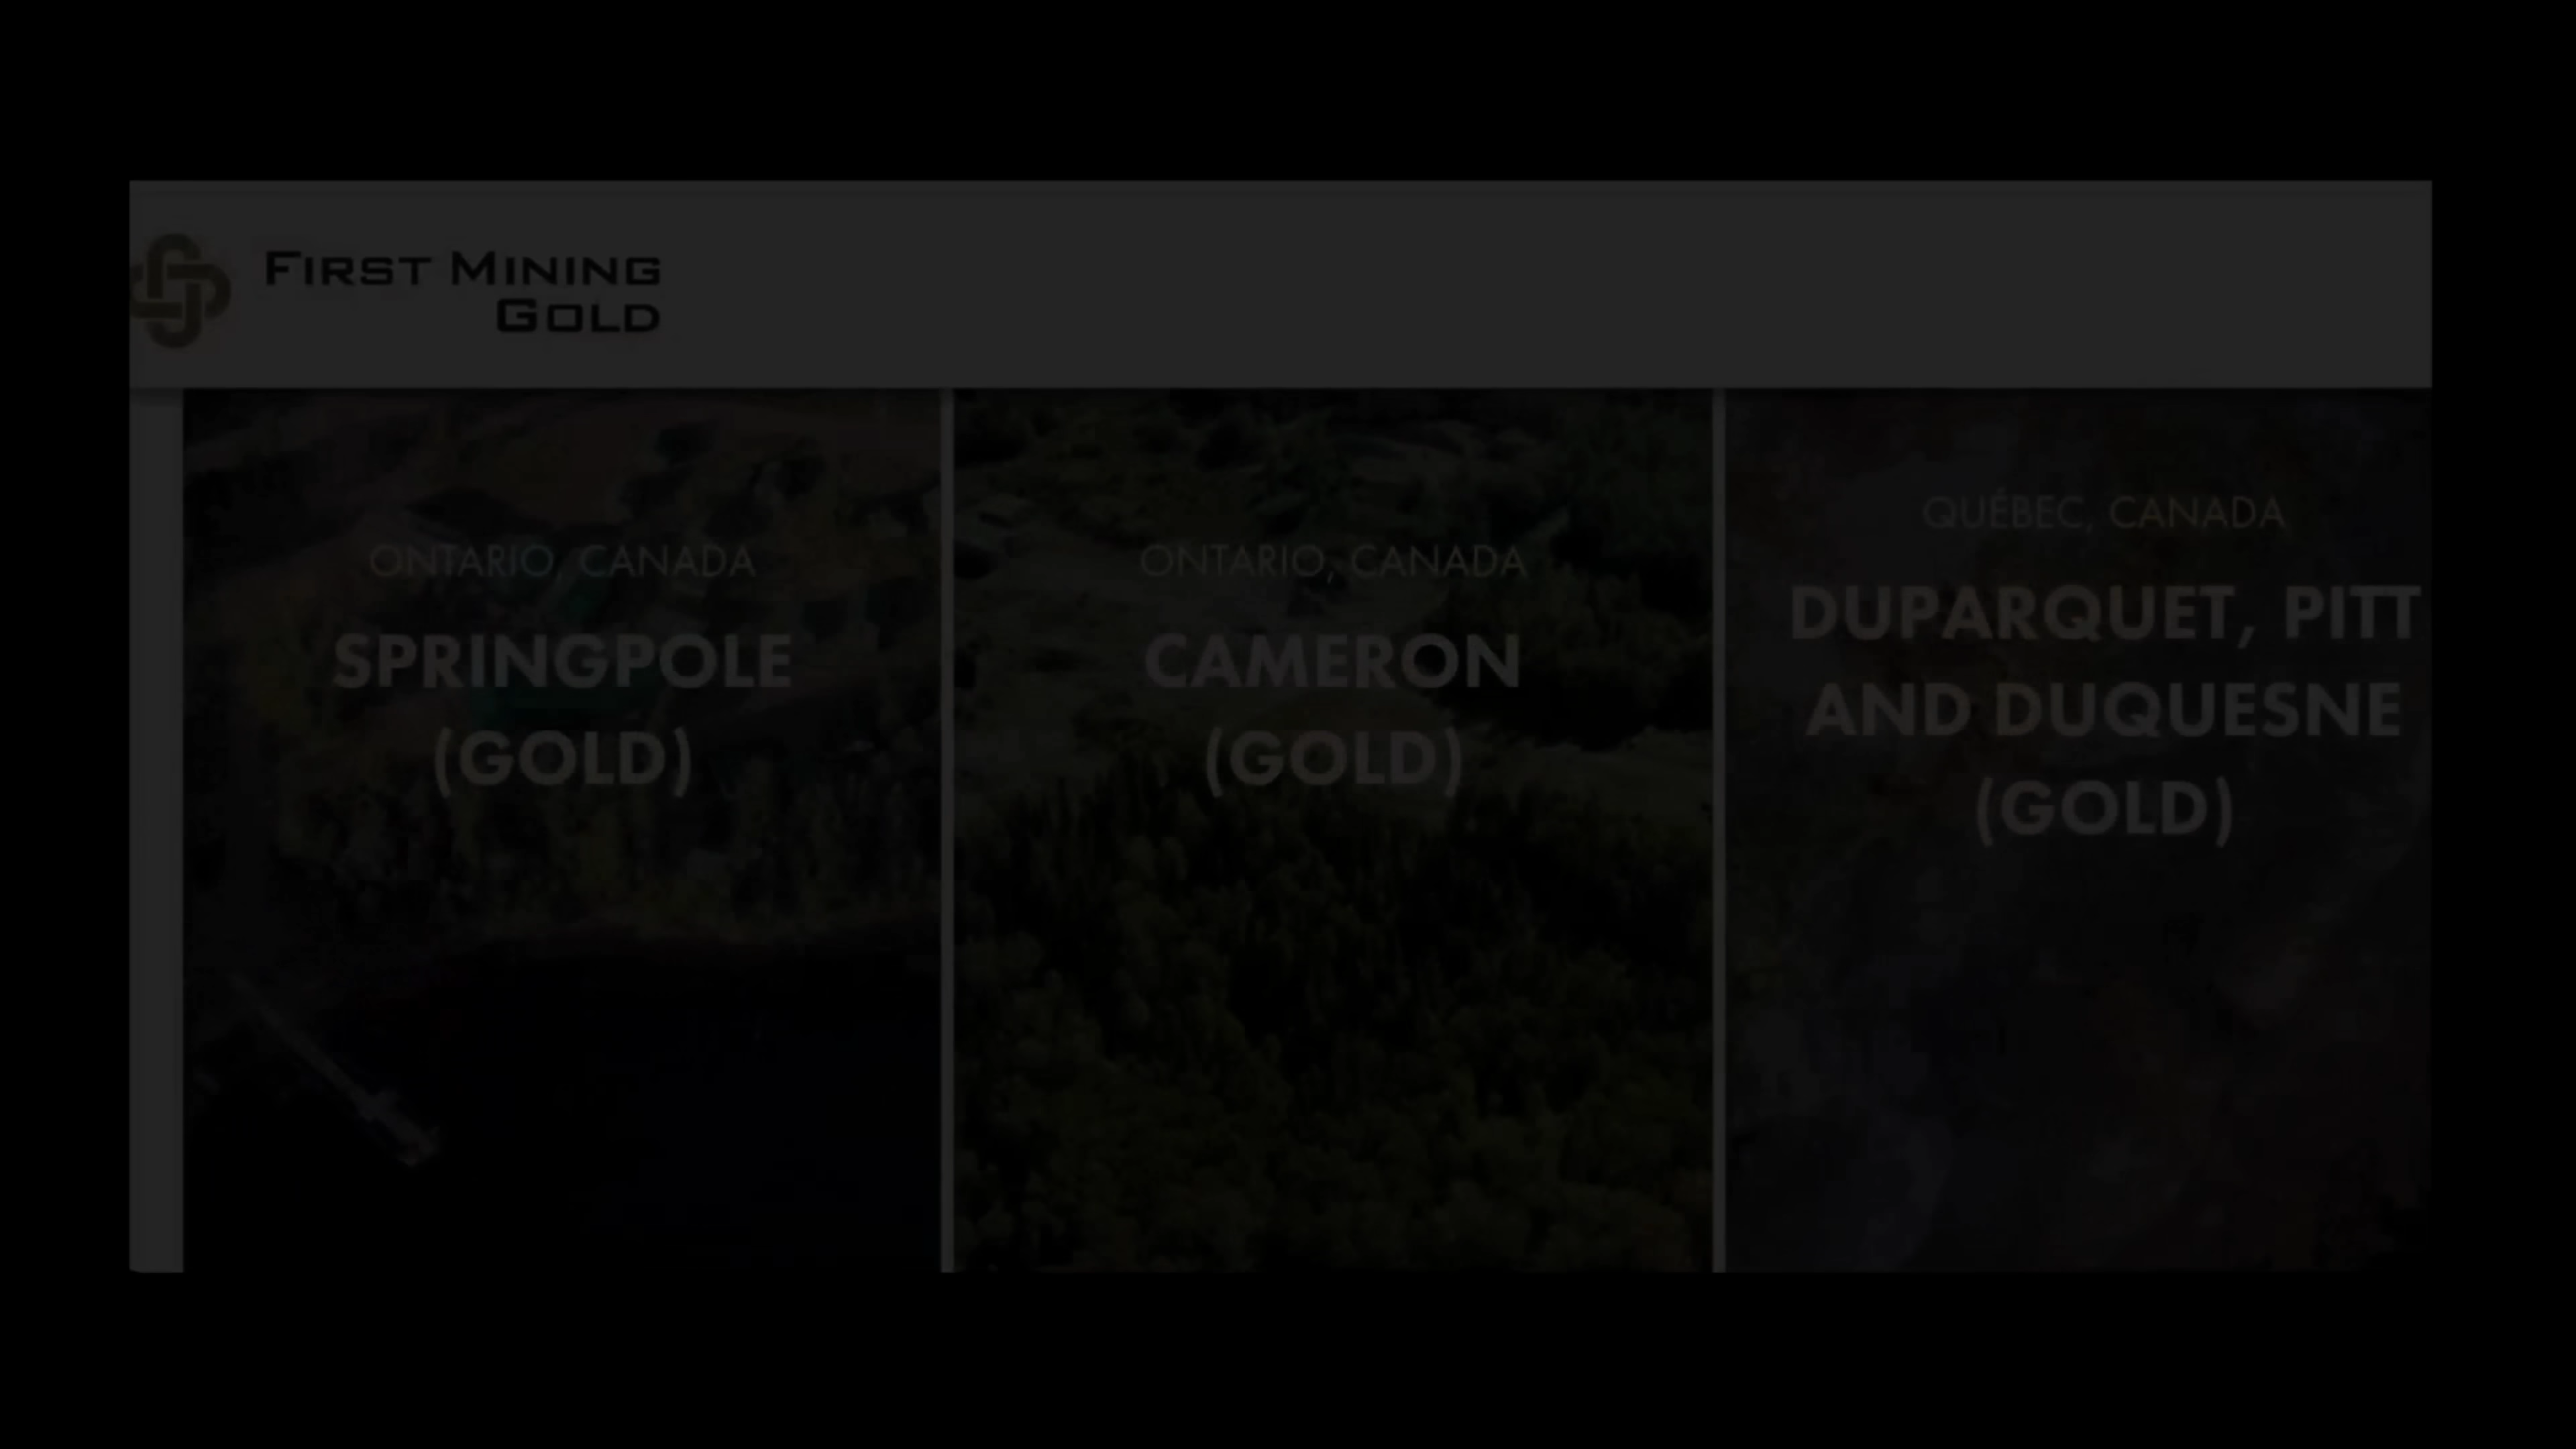 FIRST MINING
GOLD
ONTARIO, CANADA
SPRINGPOLE
(GOLD)
ONTARIO, CANADA
CAMERON
(GOLD)
QUÉBEC, CANADA
DUPARQUET, PITT
AND DUQUESNE
(GOLD)